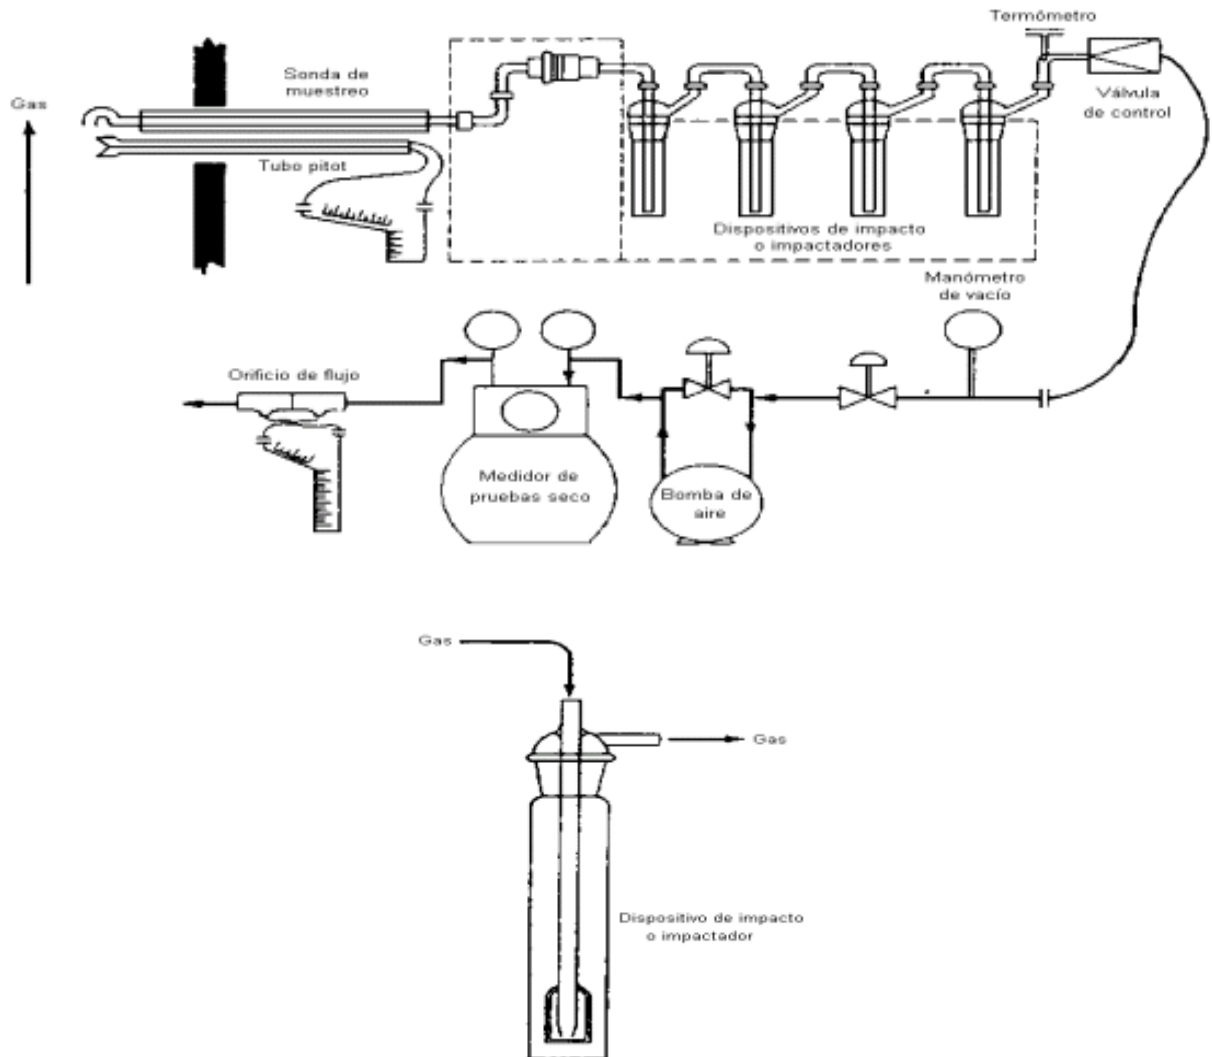 Termómetro
Gas
Sonda de
muestreo
Válvula
de control
Tubo pitot
Dispositivos de impacto
o impactadores
Manómetro
de vacío
Orificio de flujo
Medidor de
pruebas seco
Bomba de
aire
Gas
Gas
Dispositivo de impacto
o impactador